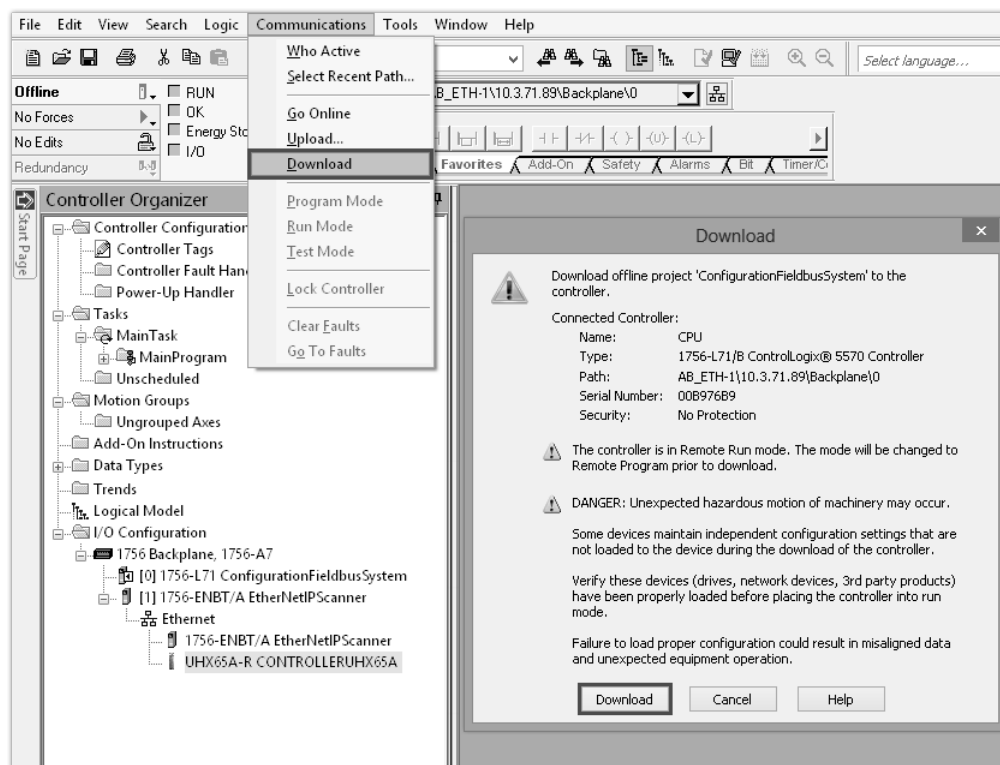 File Edit View Search Logic Communications Tools Window Help
Select language...
Who Active
Select Recent Path...
Go Online
Upload...
Download
Program Mode
Run Mode
Test Mode
Lock Controller
Clear Faults
Go To Faults
Offline
No Forces
No Edits
Redundancy
RUN
OK
Energy Sto
I/O
B_ETH-1\10.3.71.89\Backplane\0
Favorites Add-On Safety Alarms Bit Timer/C
Start Page
Controller Organizer
Controller Configuration
Controller Tags
Controller Fault Han
Power-Up Handler
Tasks
MainTask
MainProgram
Unscheduled
Motion Groups
Ungrouped Axes
Add-On Instructions
Data Types
Trends
Logical Model
I/O Configuration
1756 Backplane, 1756-A7
[0] 1756-L71 ConfigurationFieldbusSystem
[1] 1756-ENBT/A EtherNetIPScanner
Ethernet
1756-ENBT/A EtherNetIPScanner
UHX65A-R CONTROLLERUHX65A
Download
Download offline project 'ConfigurationFieldbusSystem' to the
controller.
Connected Controller:
Name: CPU
Type: 1756-L71/B ControlLogix® 5570 Controller
Path: AB_ETH-1\10.3.71.89\Backplane\0
Serial Number: 00B976B9
Security: No Protection
The controller is in Remote Run mode. The mode will be changed to
Remote Program prior to download.
DANGER: Unexpected hazardous motion of machinery may occur.
Some devices maintain independent configuration settings that are
not loaded to the device during the download of the controller.
Verify these devices (drives, network devices, 3rd party products)
have been properly loaded before placing the controller into run
mode.
Failure to load proper configuration could result in misaligned data
and unexpected equipment operation.
Download Cancel Help